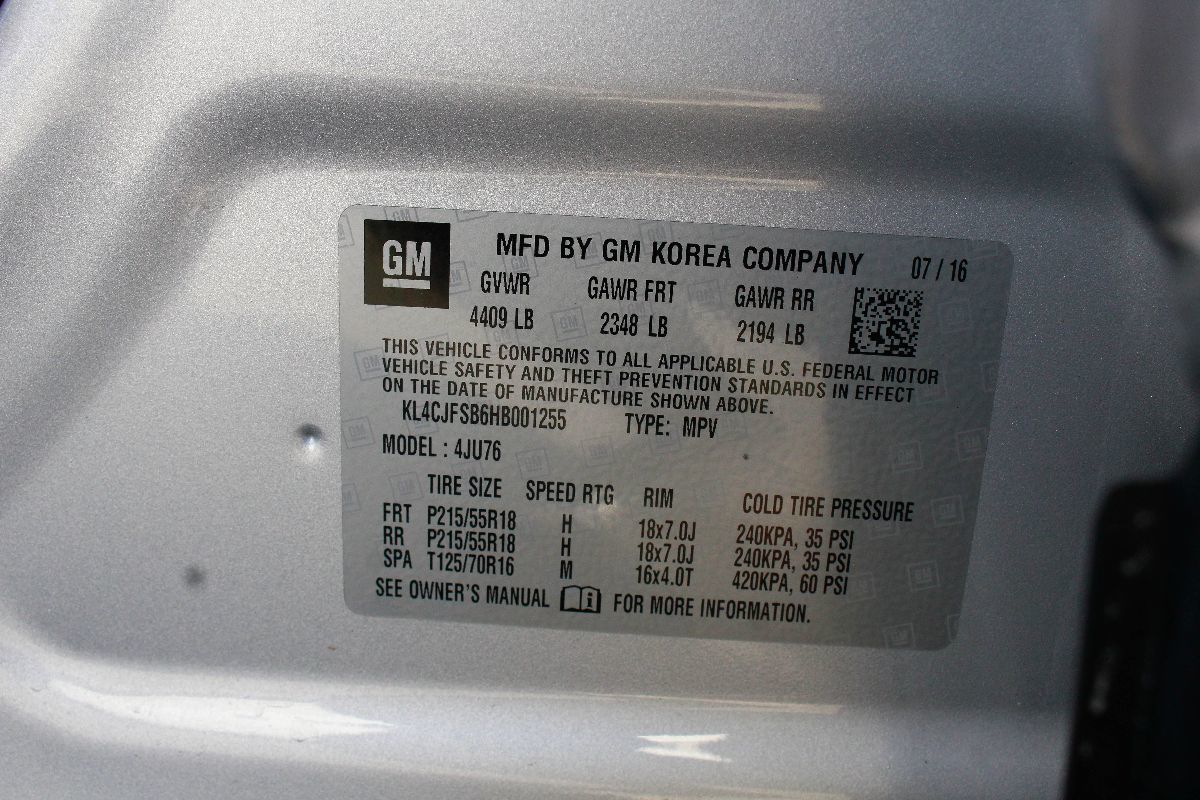 GM
MFD BY GM KOREA COMPANY 07 / 16
GVWR GAWR FRT GAWR RR
4409 LB 2348 LB 2194 LB
THIS VEHICLE CONFORMS TO ALL APPLICABLE U.S. FEDERAL MOTOR
VEHICLE SAFETY AND THEFT PREVENTION STANDARDS IN EFFECT
ON THE DATE OF MANUFACTURE SHOWN ABOVE.
KL4CJFSB6HB001255 TYPE: MPV
MODEL : 4JU76
TIRE SIZE SPEED RTG RIM COLD TIRE PRESSURE
FRT P215/55R18 H 18x7.0J 240KPA, 35 PSI
RR P215/55R18 H 18x7.0J 240KPA, 35 PSI
SPA T125/70R16 M 16x4.0T 420KPA, 60 PSI
SEE OWNER'S MANUAL i FOR MORE INFORMATION.